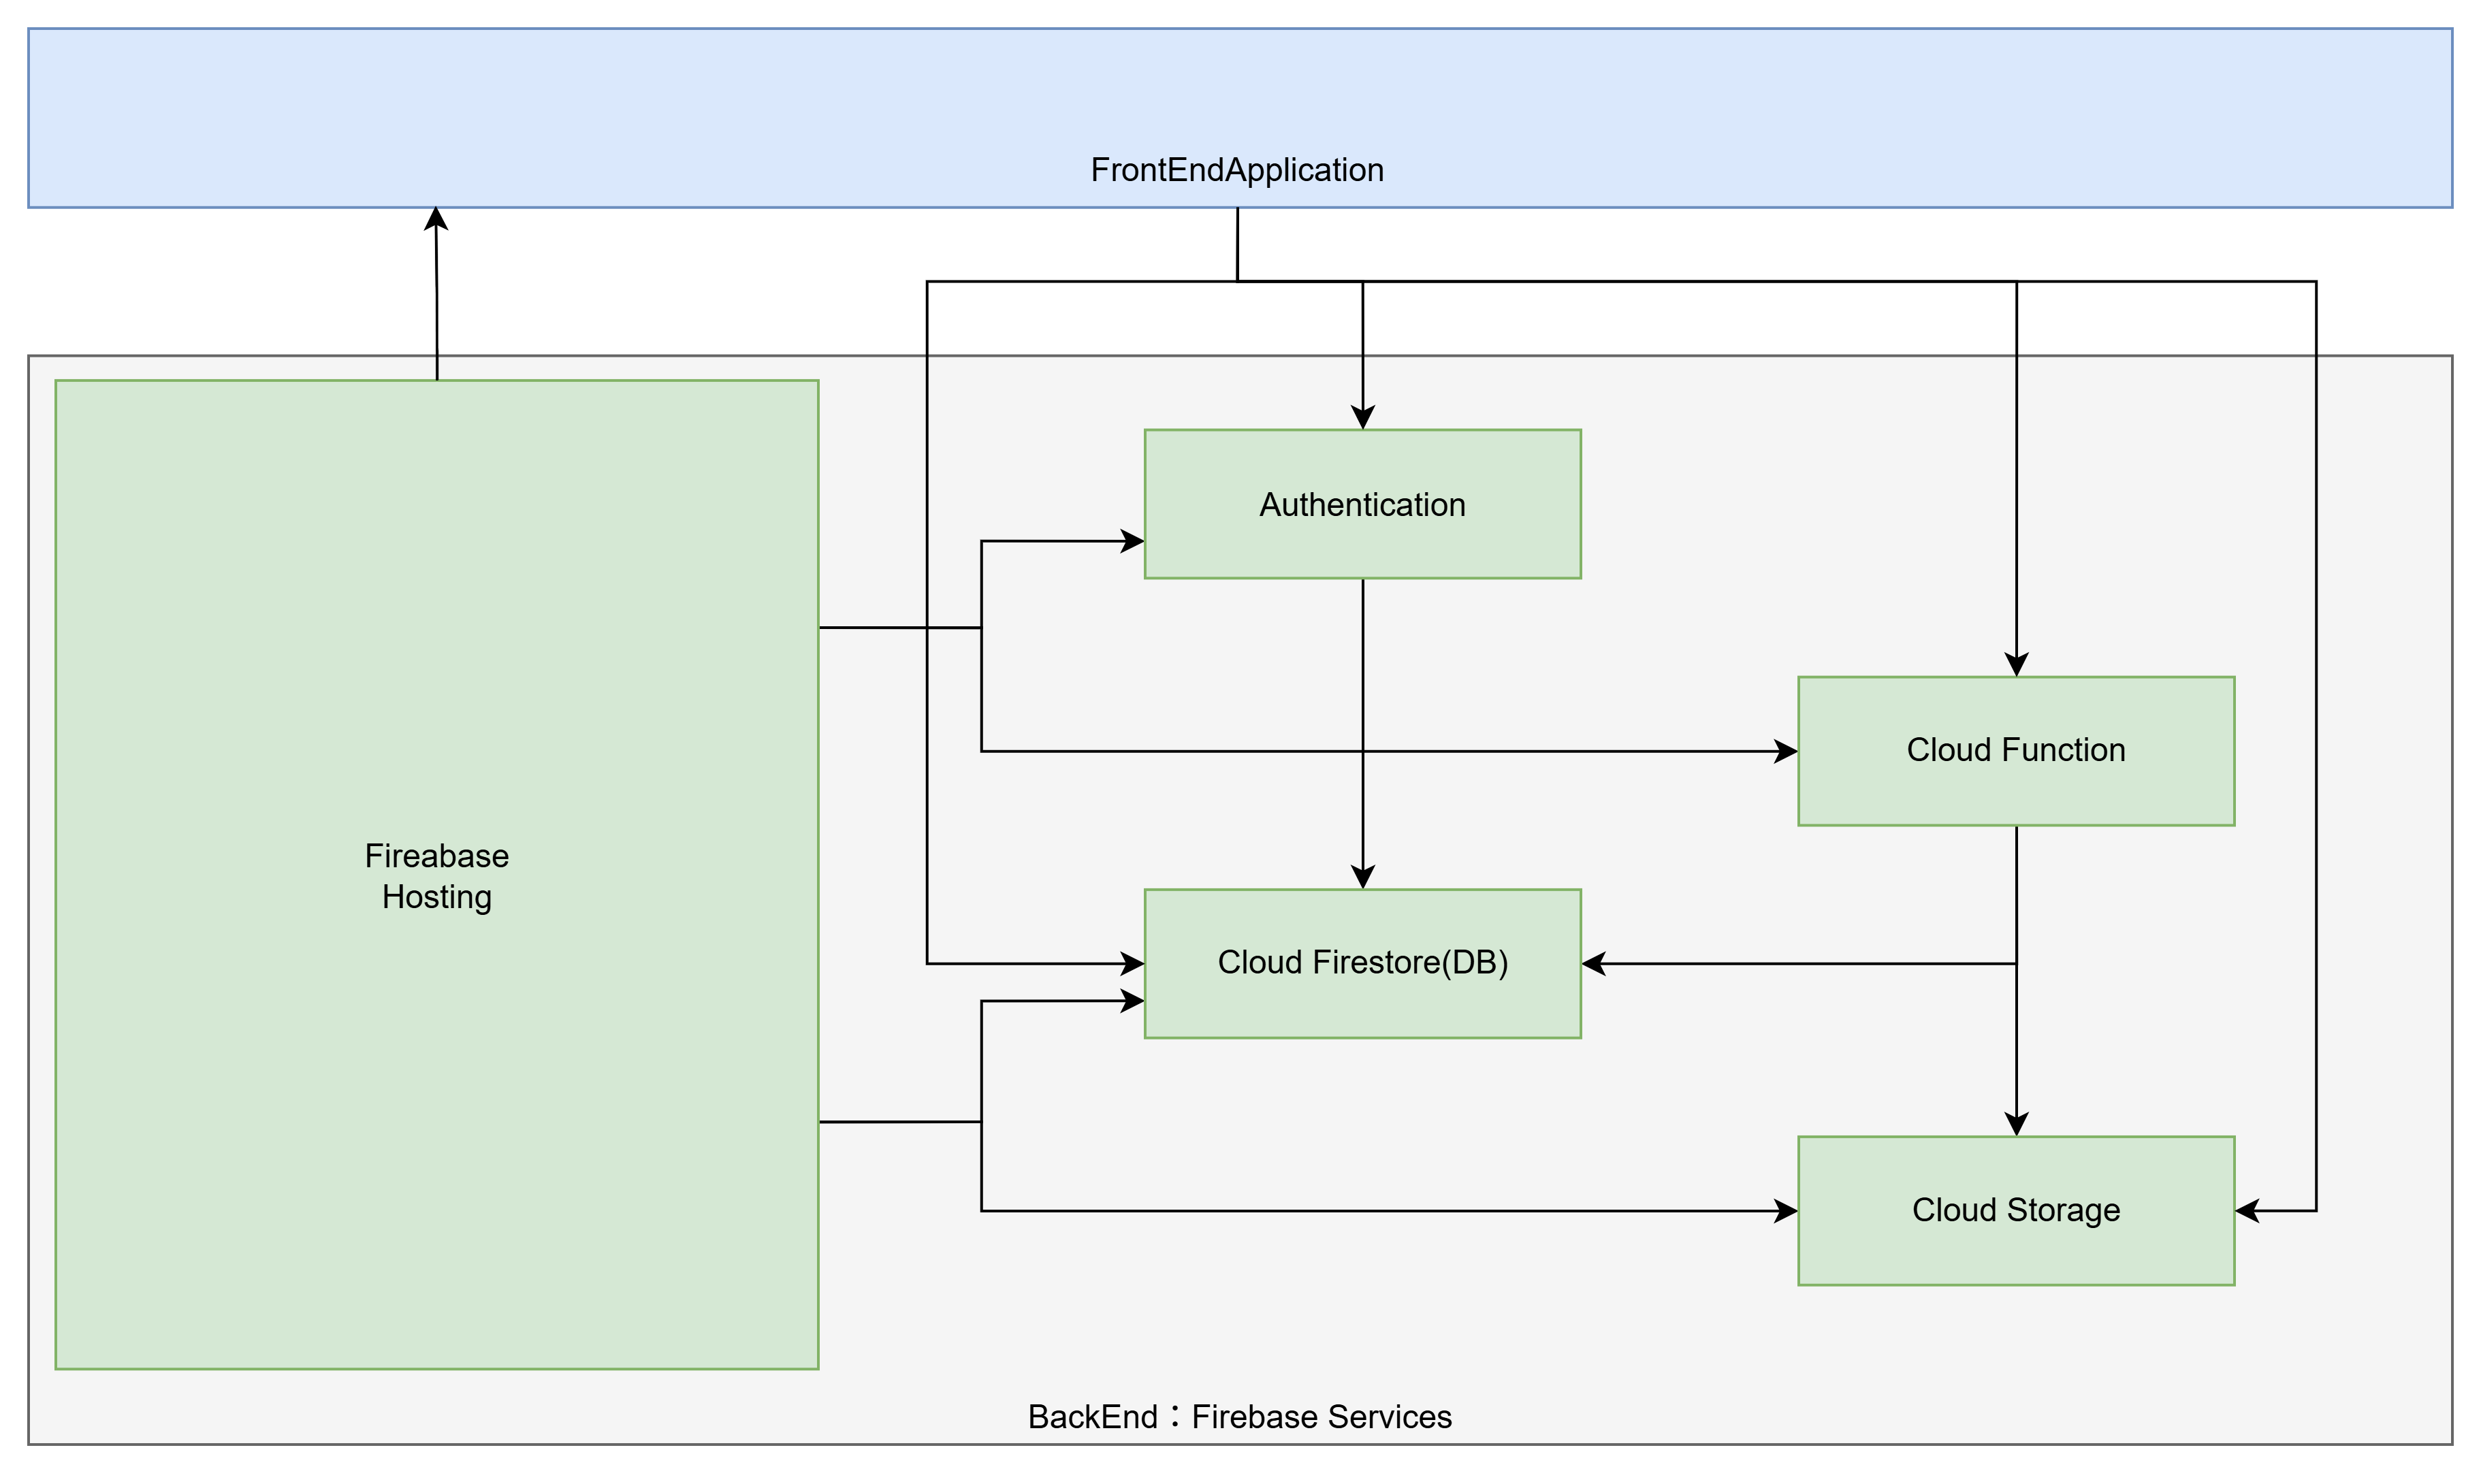 FrontEndApplication
Authentication
Cloud Function
Fireabase
Hosting
Cloud Firestore(DB)
Cloud Storage
BackEnd：Firebase Services